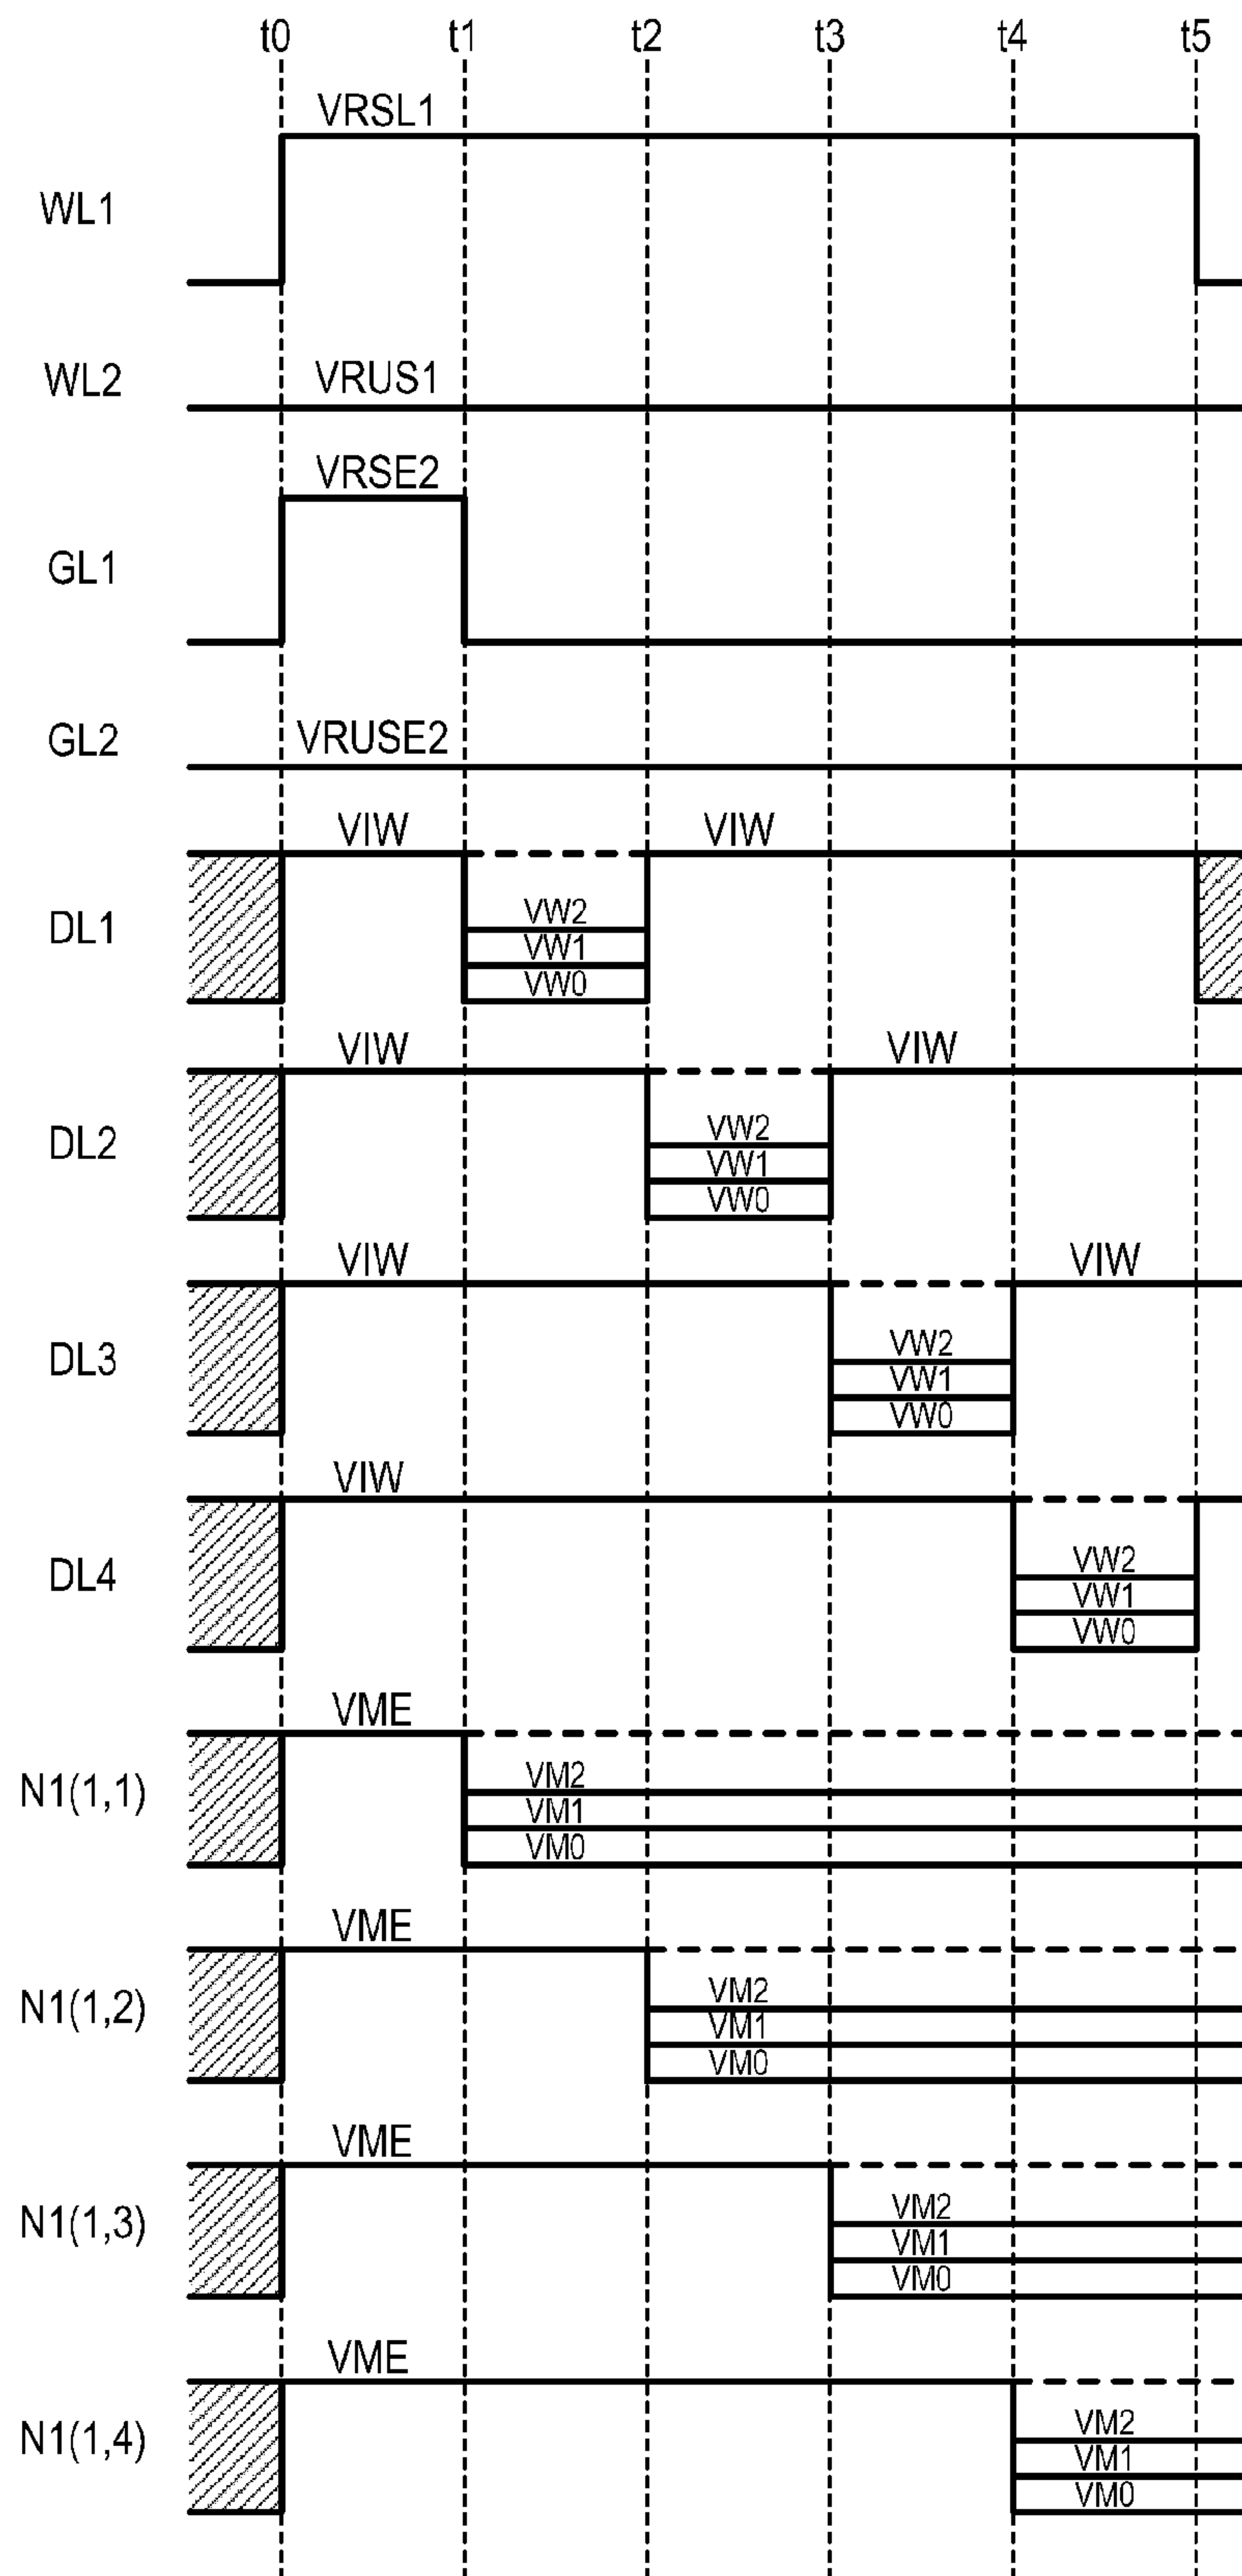 t0 t1 t2 t3 t4 t5
VRSL1
WL1
VRUS1
WL2
VRSE2
GL1
VRUSE2
GL2
VIW VIW
VW2
DL1
VW1
VW0
VIW VIW
VW2
DL2
VW1
VW0
VIW VIW
VW2
DL3
VW1
VW0
VIW
VW2
DL4
VW1
VW0
VME
VM2
N1(1,1)
VM1
VM0
VME
VM2
N1(1,2)
VM1
VM0
VME
VM2
N1(1,3)
VM1
VM0
VME
VM2
N1(1,4)
VM1
VM0